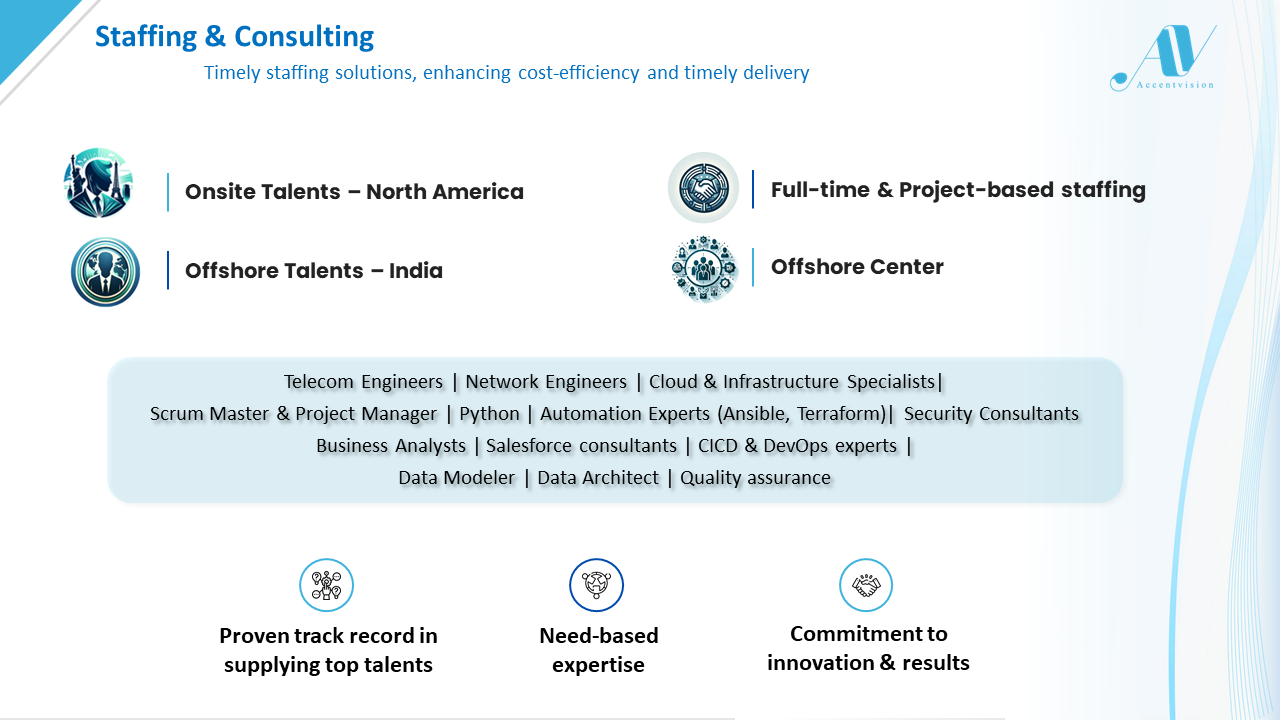 Staffing & Consulting
Timely staffing solutions, enhancing cost-efficiency and timely delivery
Accentvision
Onsite Talents – North America
Full-time & Project-based staffing
Offshore Talents – India
Offshore Center
Telecom Engineers | Network Engineers | Cloud & Infrastructure Specialists|
Scrum Master & Project Manager | Python | Automation Experts (Ansible, Terraform)| Security Consultants
Business Analysts | Salesforce consultants | CICD & DevOps experts |
Data Modeler | Data Architect | Quality assurance
Proven track record in
supplying top talents
Need-based
expertise
Commitment to
innovation & results